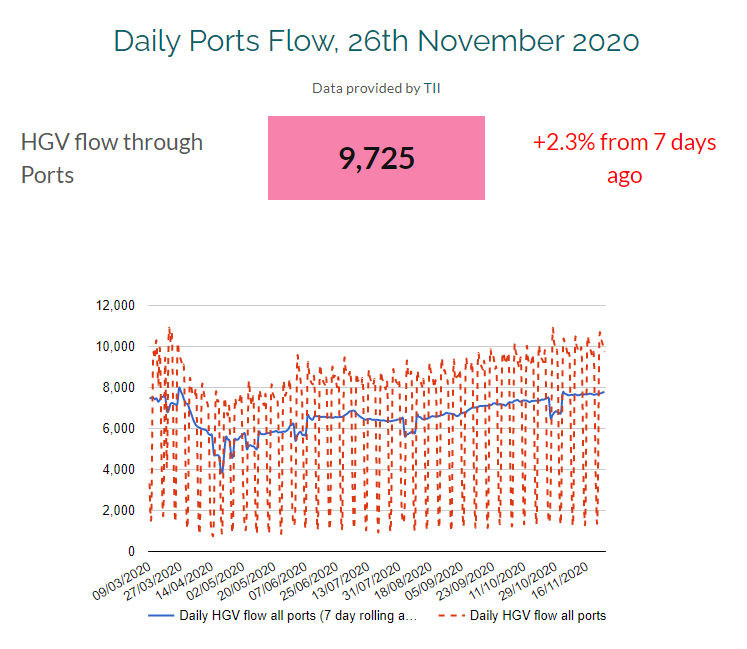 Daily Ports Flow, 26th November 2020
Data provided by TII
HGV flow through
Ports
9,725
+2.3% from 7 days
ago
12,000
10,000
8,000
6,000
4,000
2,000
0
09/03/2020
27/03/2020
14/04/2020
02/05/2020
20/05/2020
07/06/2020
25/06/2020
13/07/2020
31/07/2020
18/08/2020
05/09/2020
23/09/2020
11/10/2020
29/10/2020
16/11/2020
Daily HGV flow all ports (7 day rolling a…
Daily HGV flow all ports